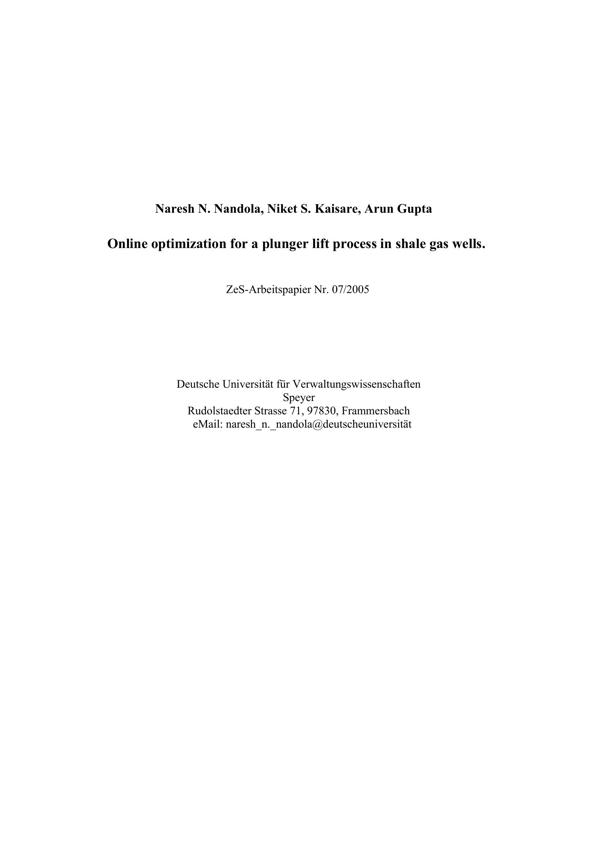 Naresh N. Nandola, Niket S. Kaisare, Arun Gupta
Online optimization for a plunger lift process in shale gas wells.
ZeS-Arbeitspapier Nr. 07/2005
Deutsche Universität für Verwaltungswissenschaften
Speyer
Rudolstaedter Strasse 71, 97830, Frammersbach
eMail: naresh_n._nandola@deutscheuniversität